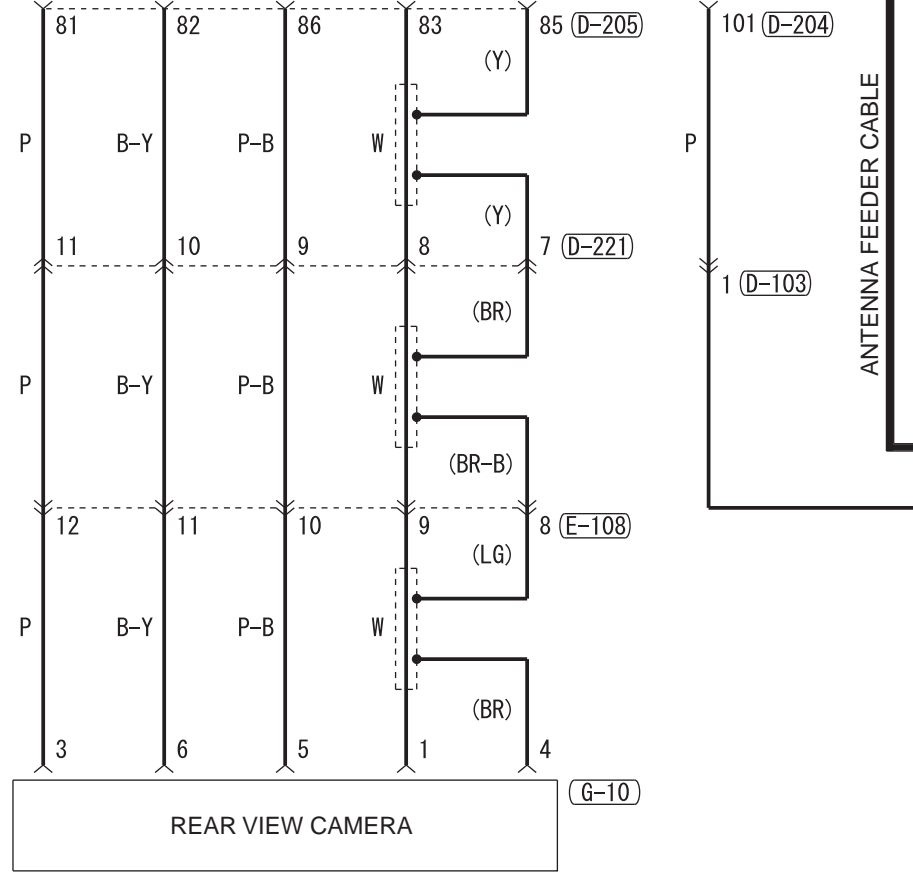 81 82 86 83 85 (D-205) 101 (D-204)
(Y)
P B-Y P-B W P
ANTENNA FEEDER CABLE
(Y)
11 10 9 8 7 (D-221)
1 (D-103)
(BR)
P B-Y P-B W
(BR-B)
12 11 10 9 8 (E-108)
(LG)
P B-Y P-B W
(BR)
3 6 5 1 4
(G-10)
REAR VIEW CAMERA